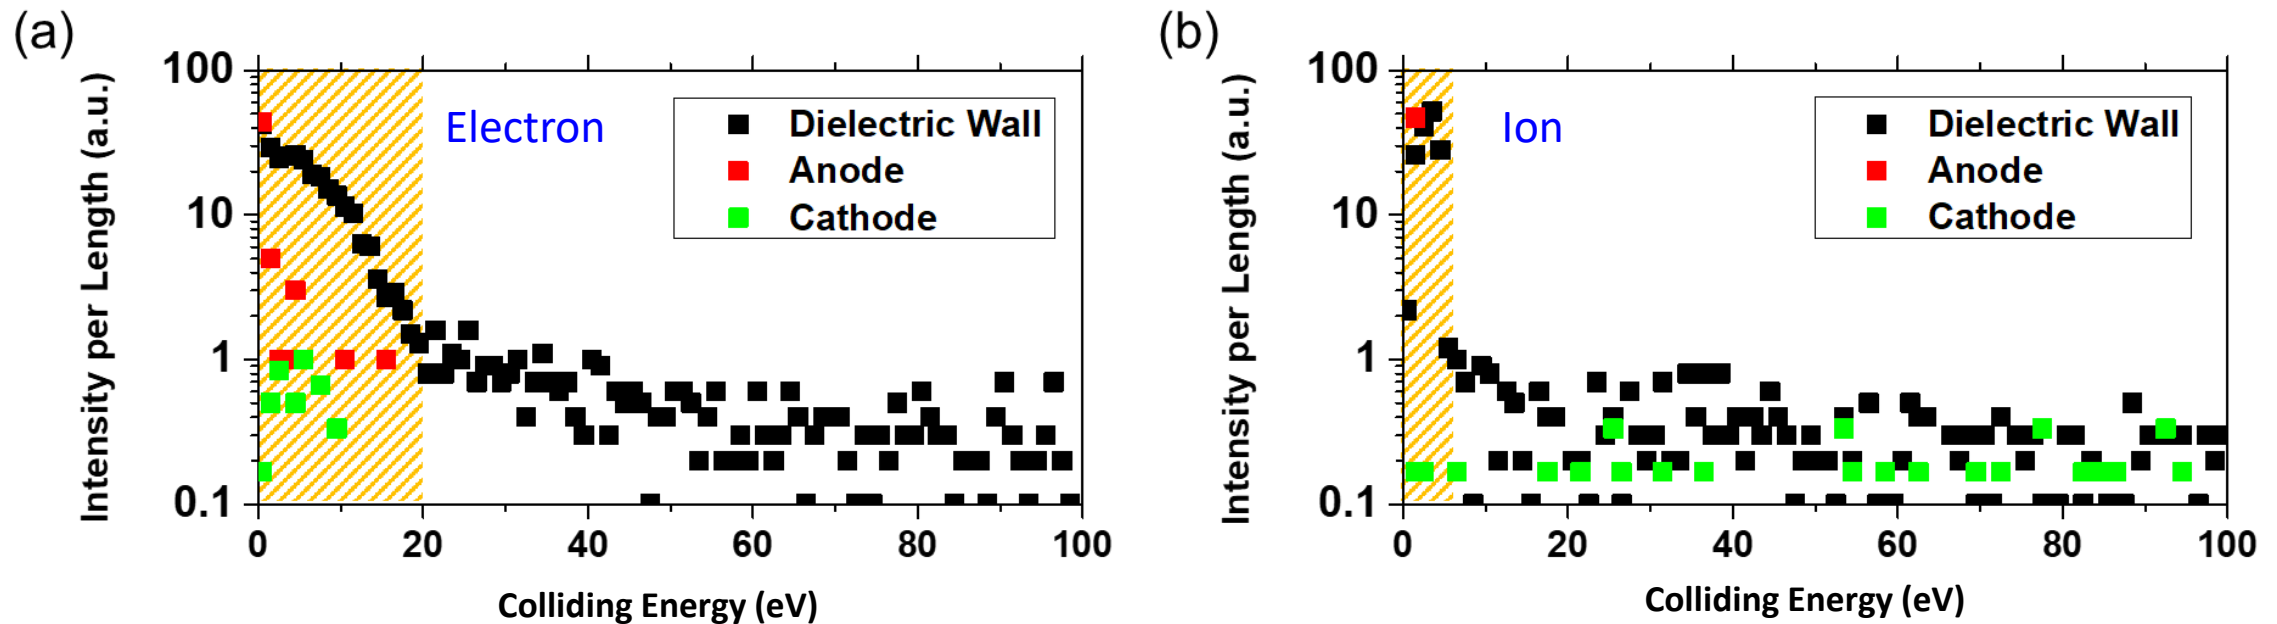 (a)
Intensity per Length (a.u.)
100
10
1
0.1
Electron
Dielectric Wall
Anode
Cathode
0 20 40 60 80 100
Colliding Energy (eV)
(b)
Intensity per Length (a.u.)
100
10
1
0.1
Ion
Dielectric Wall
Anode
Cathode
0 20 40 60 80 100
Colliding Energy (eV)